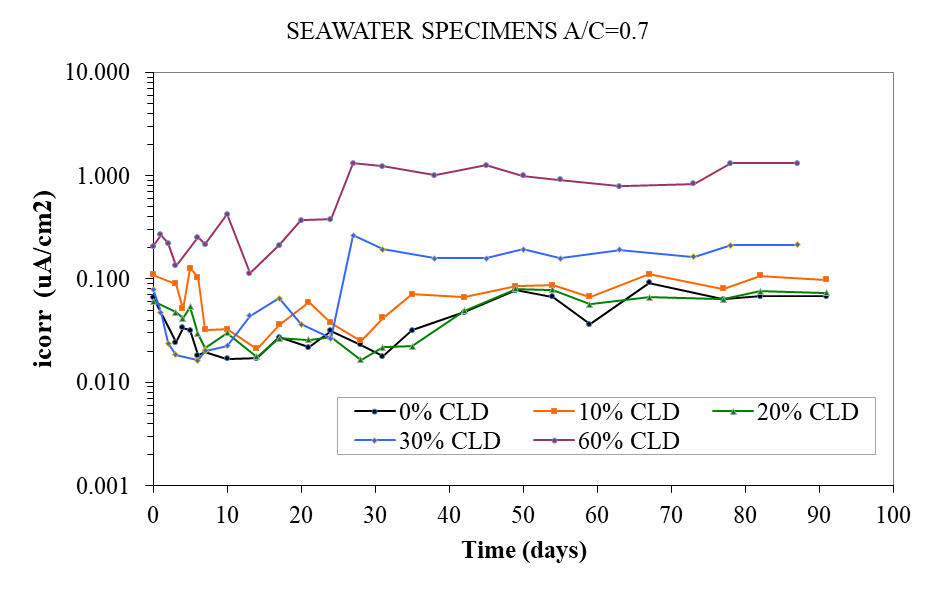 SEAWATER SPECIMENS A/C=0.7
10.000
1.000
0.100
0.010
0.001
icorr (uA/cm2)
0% CLD 10% CLD 20% CLD
30% CLD 60% CLD
0 10 20 30 40 50 60 70 80 90 100
Time (days)